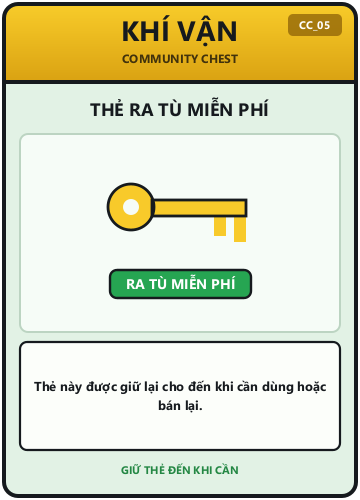 KHÍ VẬN
CC_05
COMMUNITY CHEST
THẺ RA TÙ MIỄN PHÍ
RA TÙ MIỄN PHÍ
Thẻ này được giữ lại cho đến khi cần dùng hoặc
bán lại.
GIỮ THẺ ĐẾN KHI CẦN